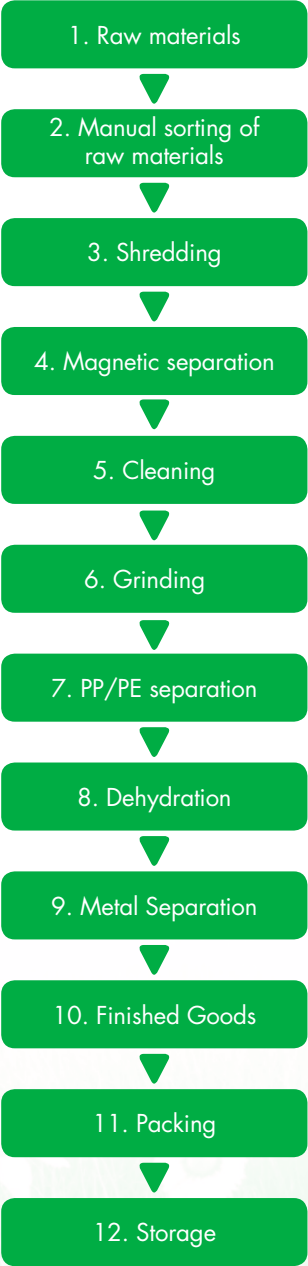 1. Raw materials
2. Manual sorting of
raw materials
3. Shredding
4. Magnetic separation
5. Cleaning
6. Grinding
7. PP/PE separation
8. Dehydration
9. Metal Separation
10. Finished Goods
11. Packing
12. Storage